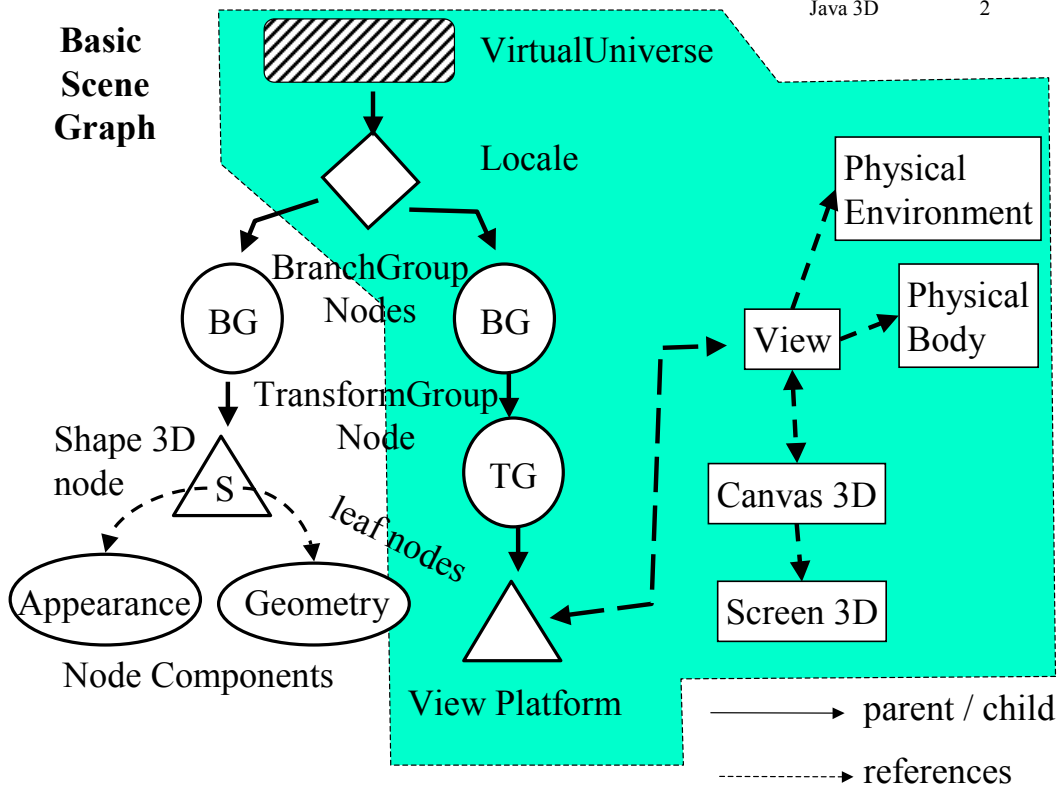 Java 3D 2
Basic
Scene
Graph
VirtualUniverse
Locale
Physical
Environment
BranchGroup
Nodes
BG
BG
Physical
Body
View
TransformGroup
Node
Shape 3D
node
S
TG
leaf nodes
Canvas 3D
Appearance
Geometry
Screen 3D
Node Components
View Platform
parent / child
references